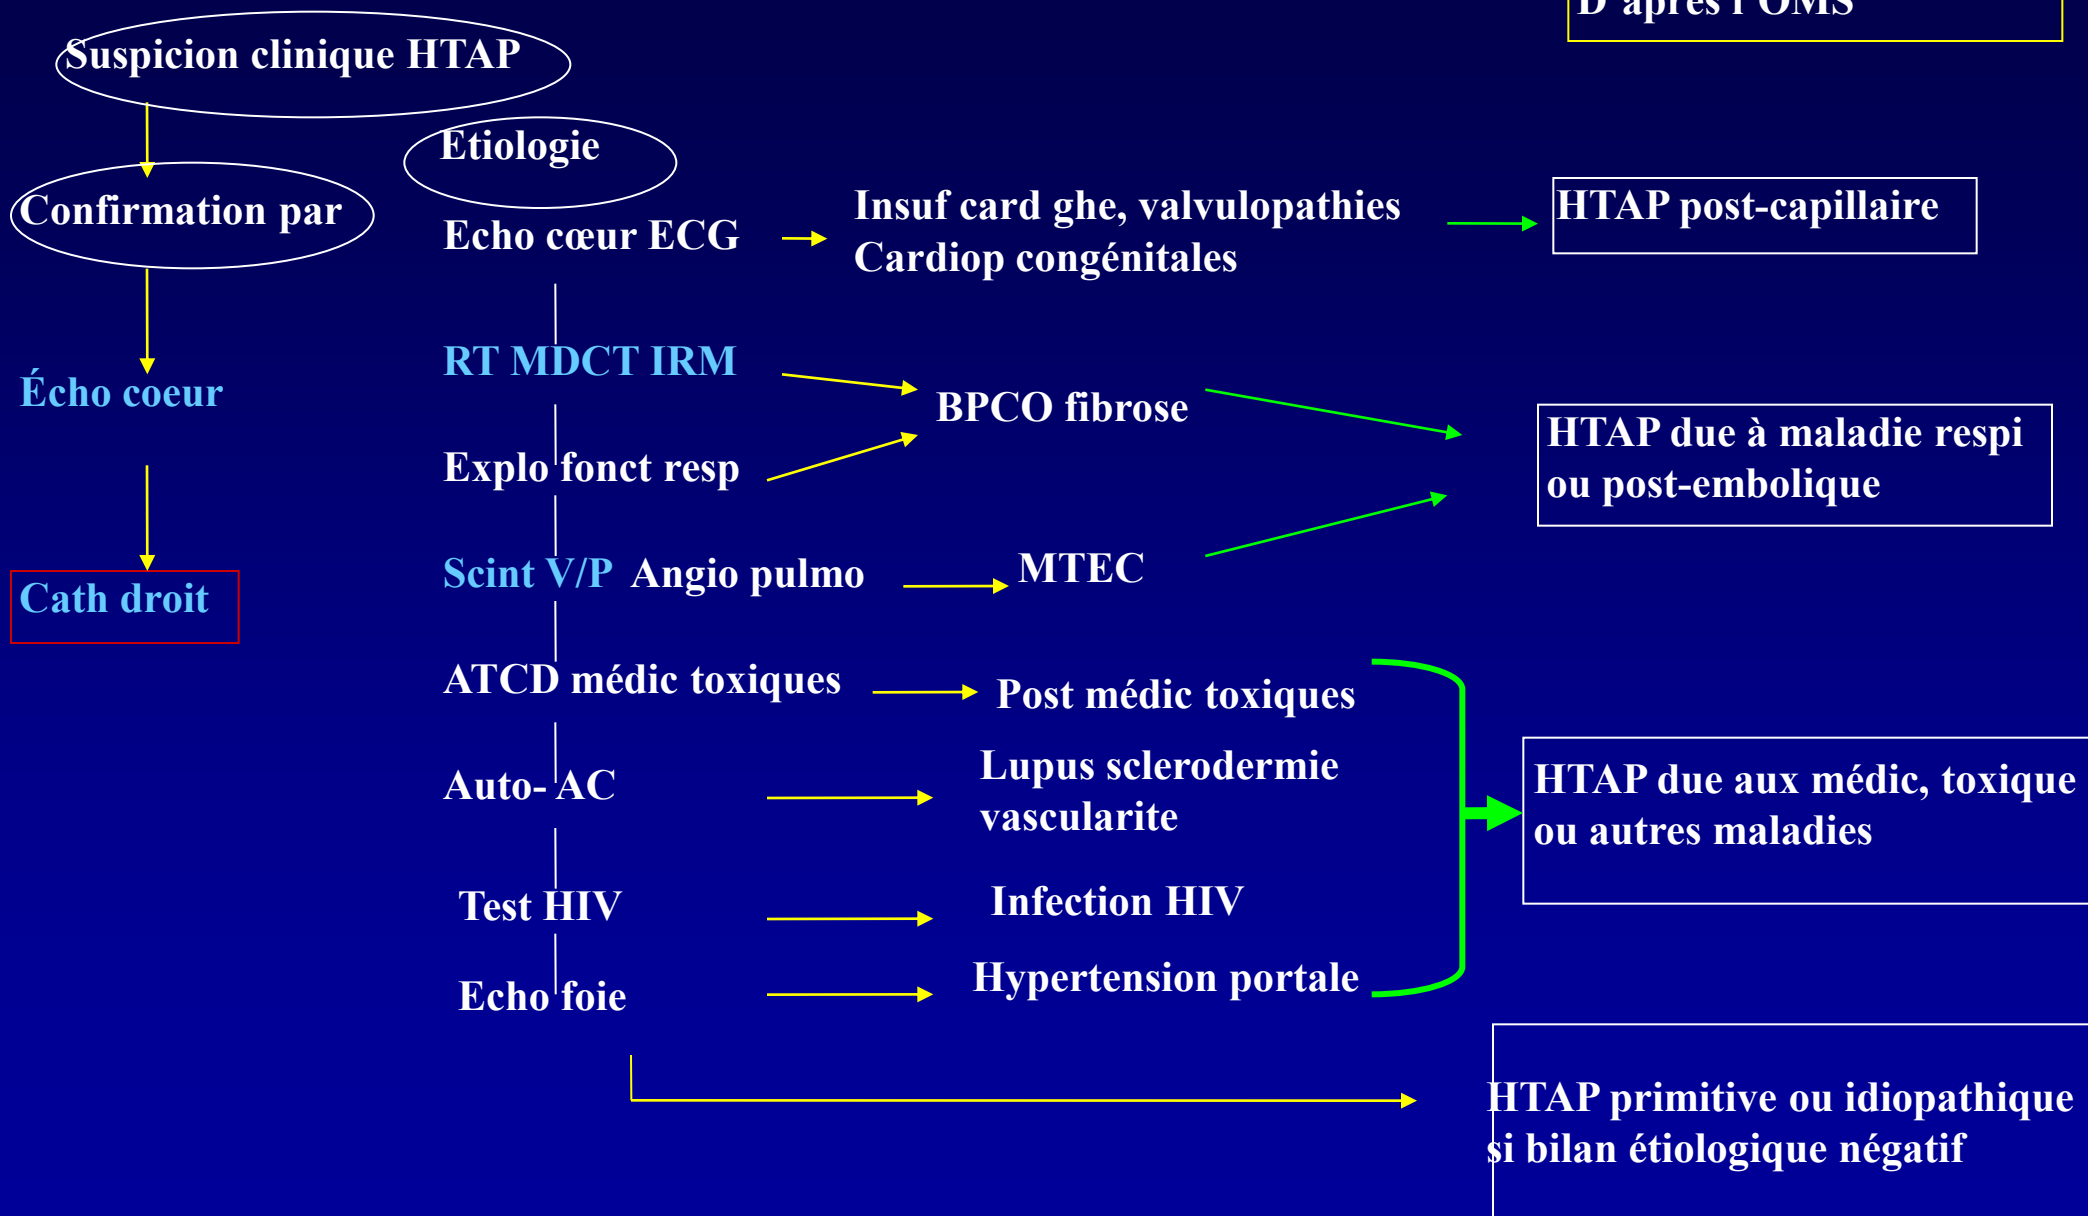 D'après l'OMS
Suspicion clinique HTAP
Confirmation par
Écho coeur
Cath droit
Etiologie
Echo cœur ECG
Insuf card ghe, valvulopathies
Cardiop congénitales
HTAP post-capillaire
RT MDCT IRM
BPCO fibrose
Explo fonct resp
HTAP due à maladie respi
ou post-embolique
Scint V/P Angio pulmo
MTEC
ATCD médic toxiques
Post médic toxiques
Auto- AC
Lupus sclerodermie
vascularite
HTAP due aux médic, toxique
ou autres maladies
Test HIV
Infection HIV
Echo foie
Hypertension portale
HTAP primitive ou idiopathique
si bilan étiologique négatif